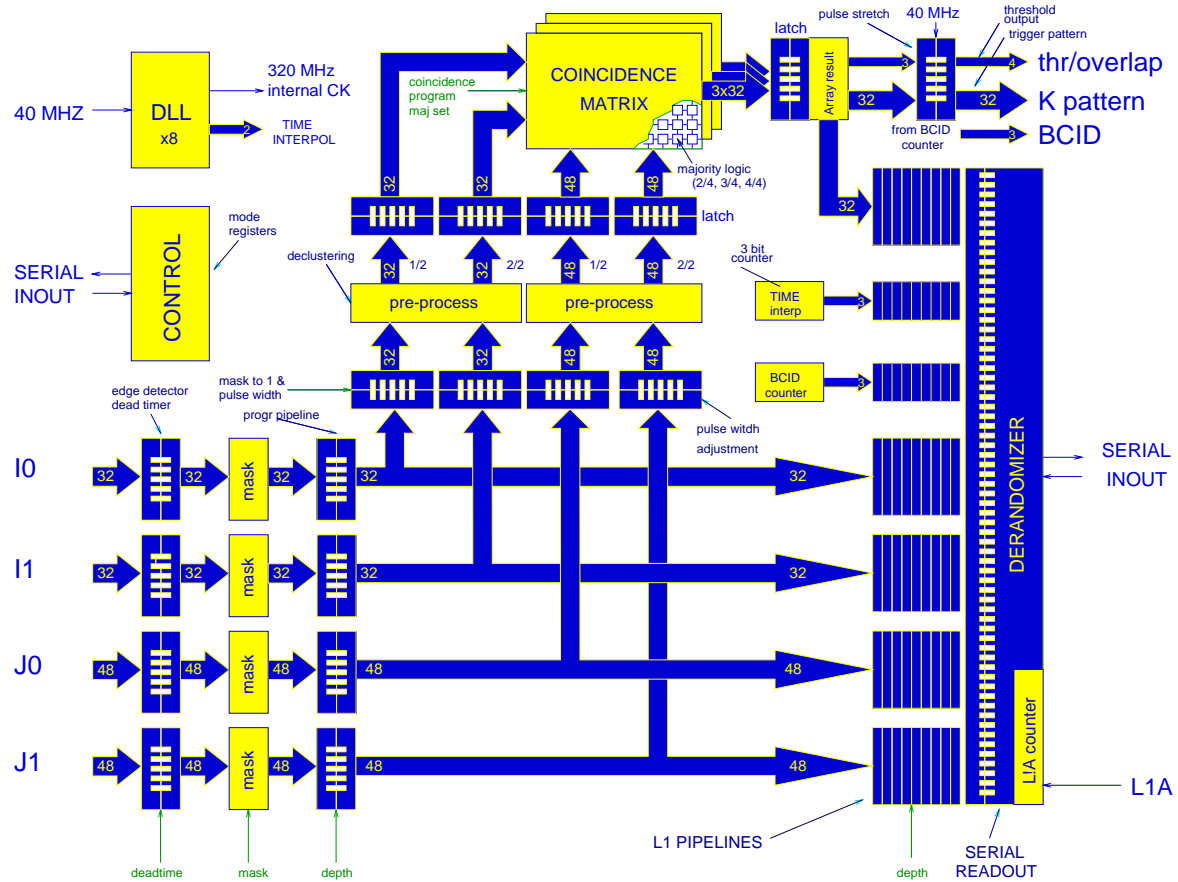 40 MHZ
DLL
x8
320 MHz
internal CK
2
TIME
INTERPOL
coincidence
program
maj set
COINCIDENCE
MATRIX
majority logic
(2/4, 3/4, 4/4)
3x32
latch
Array result
pulse stretch
40 MHz
threshold
output
trigger pattern
3
4
thr/overlap
32
32
K pattern
from BCID
counter
3
BCID
32
32
32
48
48
latch
mode
registers
CONTROL
SERIAL
INOUT
declustering
32
1/2
32
2/2
48
1/2
48
2/2
pre-process
pre-process
32
32
48
48
3 bit
counter
TIME
interp
3
BCID
counter
3
mask to 1 &
pulse width
pulse witdh
adjustment
edge detector
dead timer
progr pipeline
I0
32
32
mask
32
32
32
I1
32
32
mask
32
32
32
J0
48
48
mask
48
48
48
J1
48
48
mask
48
48
48
DERANDOMIZER
SERIAL
INOUT
L!A counter
L1A
L1 PIPELINES
SERIAL
READOUT
deadtime
mask
depth
depth